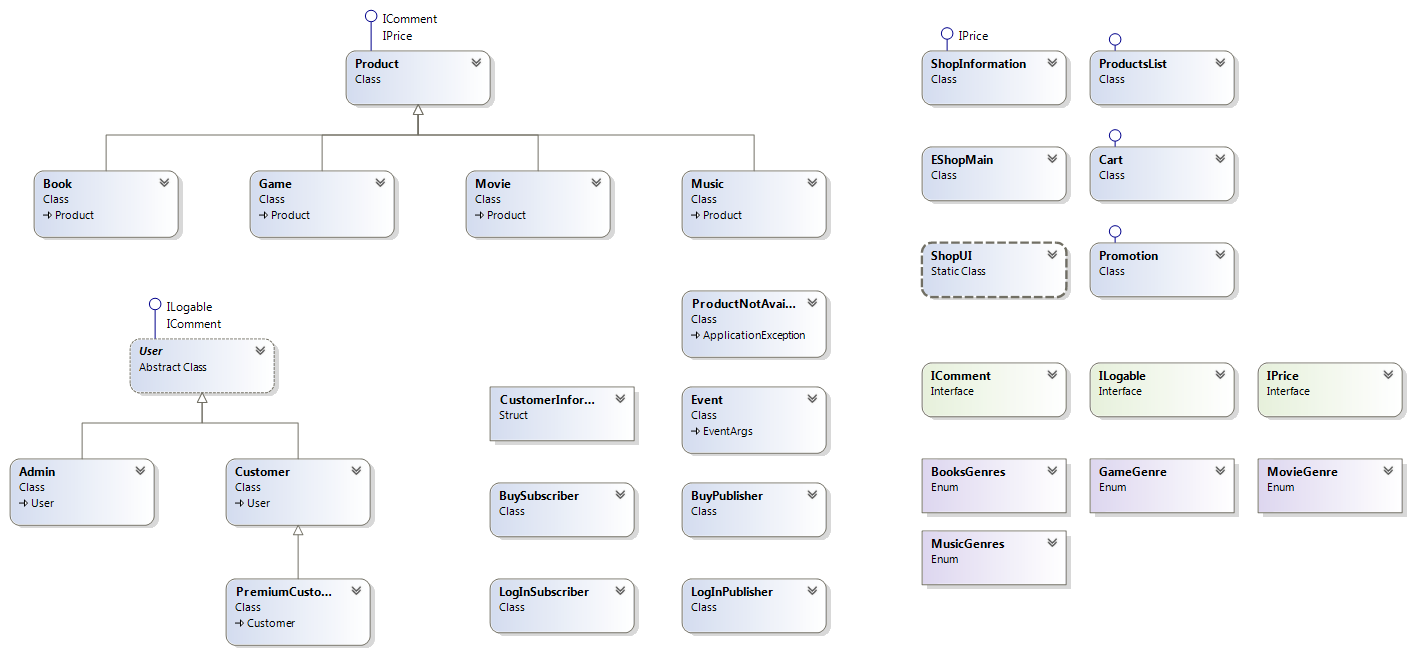 IComment
IPrice
Product
Class
Book
Class
Product
Game
Class
Product
Movie
Class
Product
Music
Class
Product
ILogable
IComment
User
Abstract Class
Admin
Class
User
Customer
Class
User
PremiumCusto...
Class
Customer
ProductNotAvai...
Class
ApplicationException
CustomerInfor...
Struct
Event
Class
EventArgs
BuySubscriber
Class
BuyPublisher
Class
LogInSubscriber
Class
LogInPublisher
Class
IPrice
ShopInformation
Class
ProductsList
Class
EShopMain
Class
Cart
Class
ShopUI
Static Class
Promotion
Class
IComment
Interface
ILogable
Interface
IPrice
Interface
BooksGenres
Enum
GameGenre
Enum
MovieGenre
Enum
MusicGenres
Enum